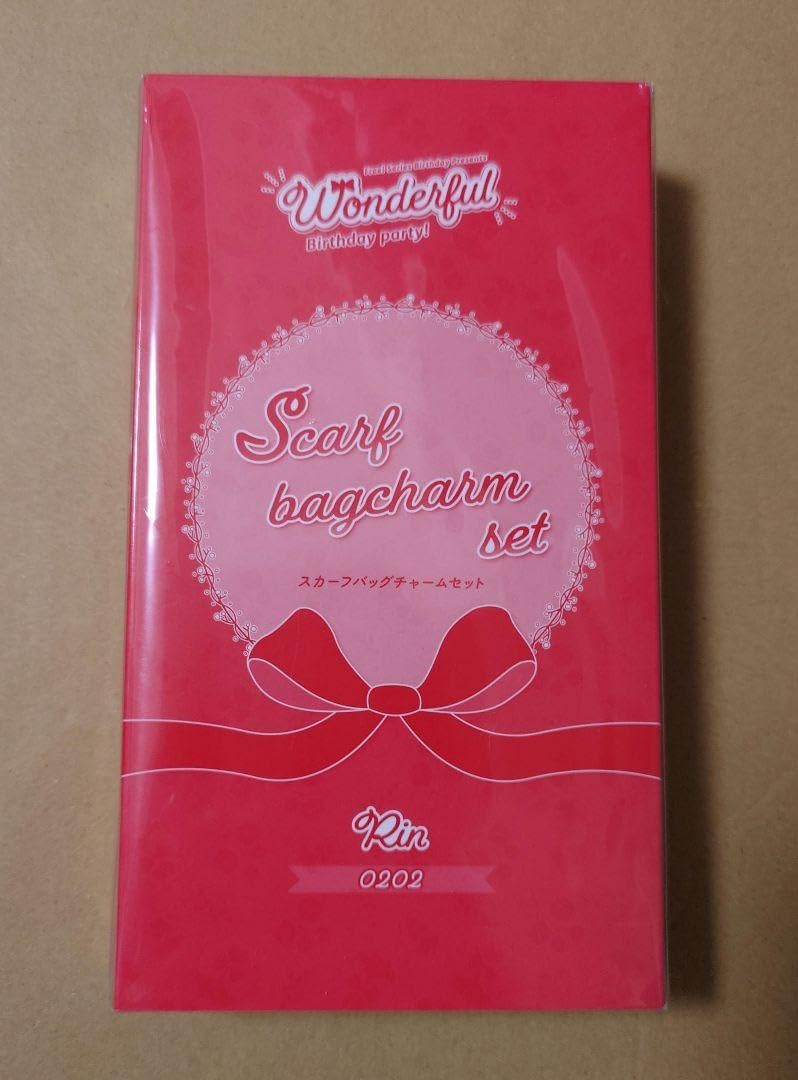 Free! Series Birthday Presents
Wonderful
Birthday party!
Scarf
bagcharm
set
スカーフバッグチャームセット
Rin
0202